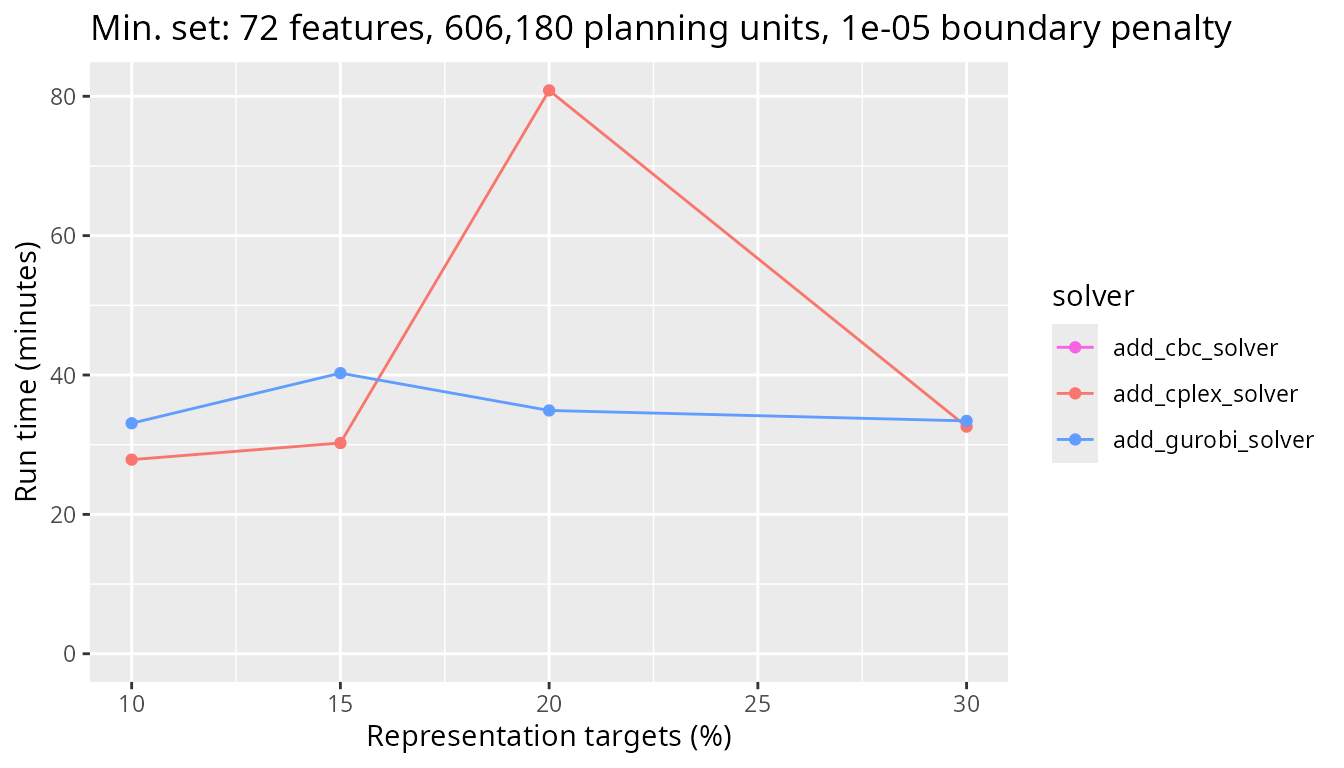 Min. set: 72 features, 606,180 planning units, 1e-05 boundary penalty
Run time (minutes)
80
60
40
20
0
10 15 20 25 30
Representation targets (%)
solver
add_cbc_solver
add_cplex_solver
add_gurobi_solver